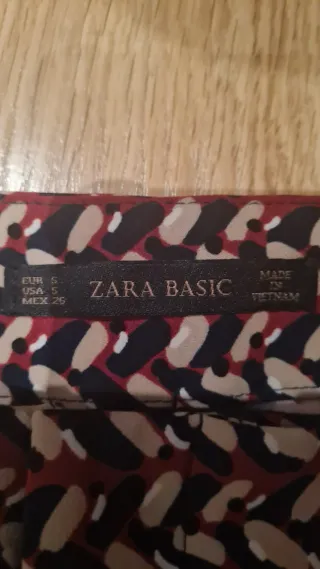 EUR S
USA S
MEX 26
ZARA BASIC
MADE
IN
VIETNAM